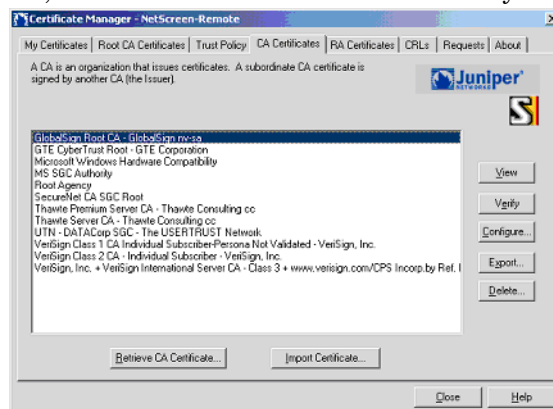 Certificate Manager - NetScreen-Remote
My Certificates Root CA Certificates Trust Policy CA Certificates RA Certificates CRLs Requests About
A CA is an organization that issues certificates. A subordinate CA certificate is
signed by another CA (the Issuer).
Juniper
NETWORKS
S
GlobalSign Root CA - GlobalSign nv-sa
GTE CyberTrust Root - GTE Corporation
Microsoft Windows Hardware Compatibility
MS SGC Authority
Root Agency
SecureNet CA SGC Root
Thawte Premium Server CA - Thawte Consulting cc
Thawte Server CA - Thawte Consulting cc
UTN - DATACorp SGC - The USERTRUST Network
VeriSign Class 1 CA Individual Subscriber-Persona Not Validated - VeriSign, Inc.
VeriSign Class 2 CA - Individual Subscriber - VeriSign, Inc.
VeriSign, Inc. + VeriSign International Server CA - Class 3 + www.verisign.com/CPS Incorp.by Ref. 
View
Verify
Configure...
Export...
Delete...
Retrieve CA Certificate... Import Certificate...
Close Help